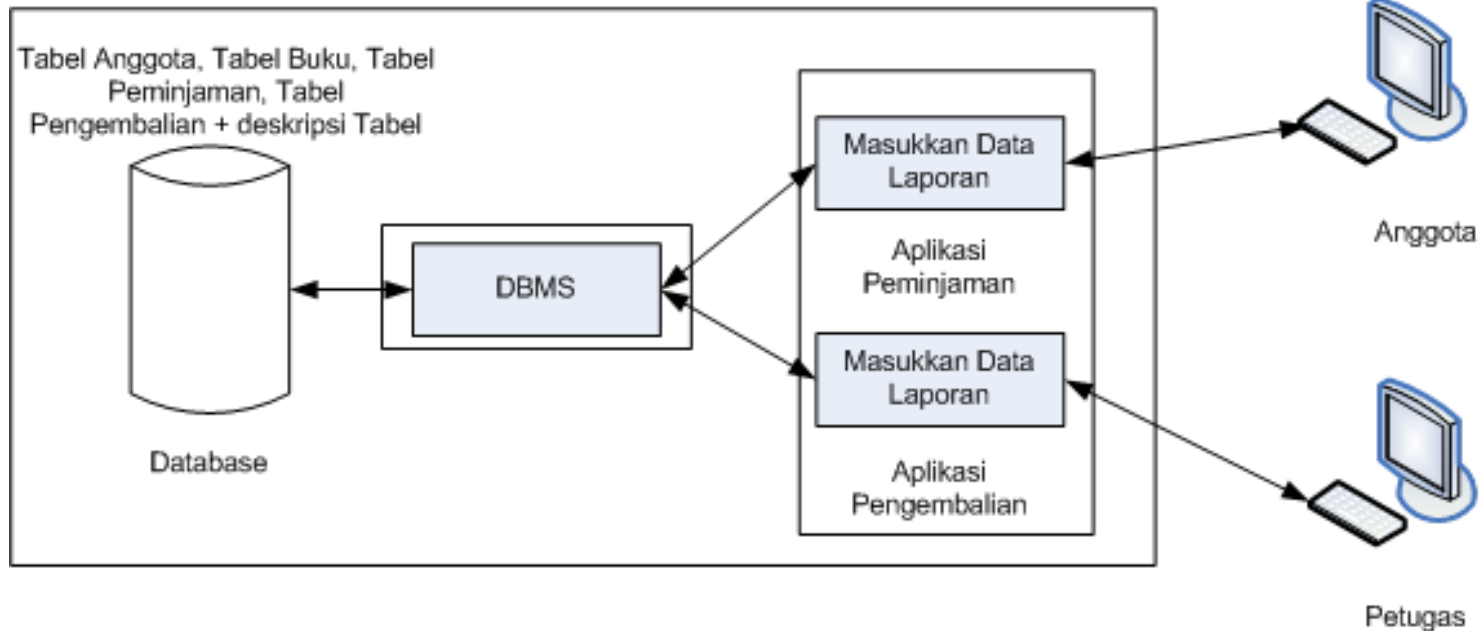 Tabel Anggota, Tabel Buku, Tabel
Peminjaman, Tabel
Pengembalian + deskripsi Tabel
Database
DBMS
Masukkan Data
Laporan
Aplikasi
Peminjaman
Masukkan Data
Laporan
Aplikasi
Pengembalian
Anggota
Petugas